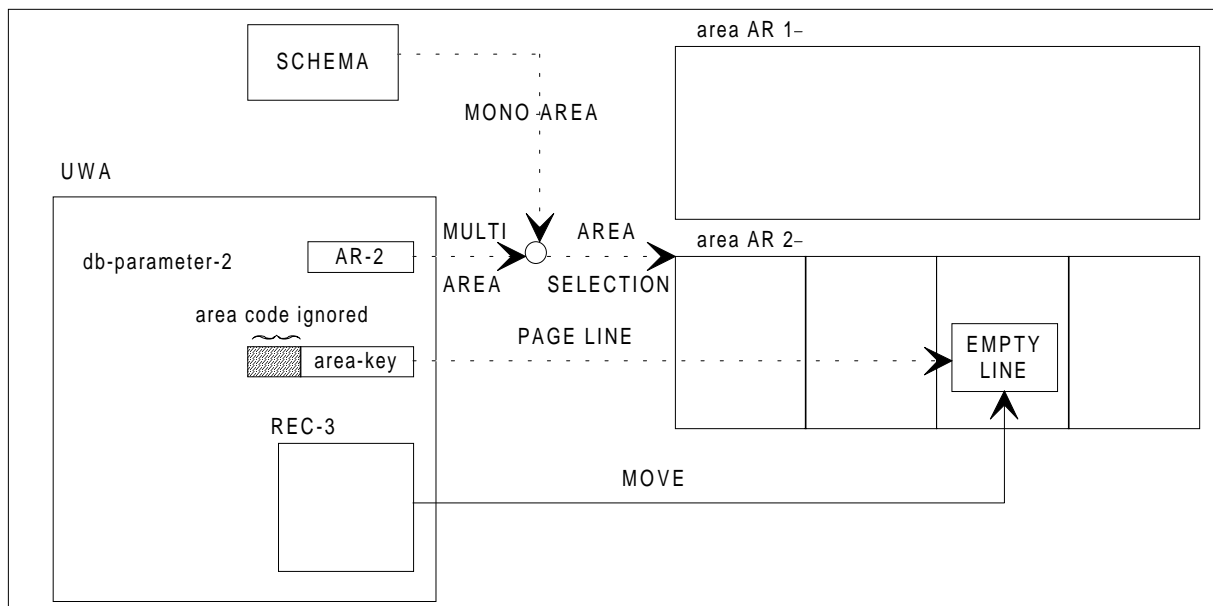 area AR 1–
SCHEMA
MONO AREA
UWA
MULTI AREA
area AR 2–
db-parameter-2 AR-2
AREA SELECTION
area code ignored
PAGE LINE
area-key
EMPTY
LINE
REC-3
MOVE